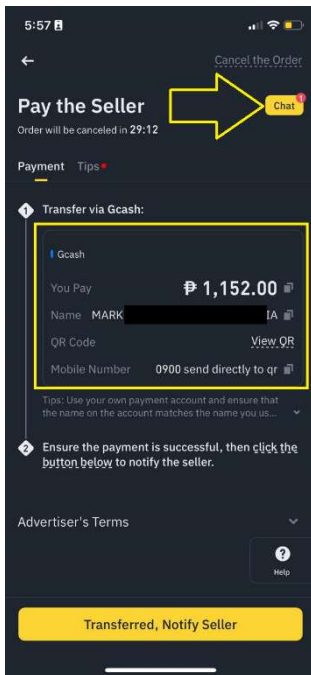 5:57
Cancel the Order
Pay the Seller
Chat
1
Order will be canceled in 29:12
Payment Tips
1 Transfer via Gcash:
Gcash
You Pay ₱ 1,152.00
Name MARK IA
QR Code View QR
Mobile Number 0900 send directly to qr
Tips: Use your own payment account and ensure that
the name on the account matches the name you us...
2 Ensure the payment is successful, then click the
button below to notify the seller.
Advertiser's Terms
?
Help
Transferred, Notify Seller